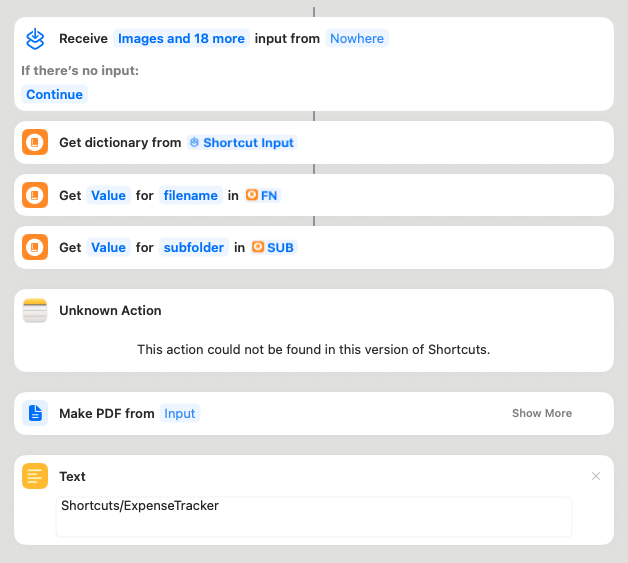 Receive Images and 18 more input from Nowhere
If there's no input:
Continue
Get dictionary from Shortcut Input
Get Value for filename in FN
Get Value for subfolder in SUB
Unknown Action
This action could not be found in this version of Shortcuts.
Make PDF from Input Show More
Text
Shortcuts/ExpenseTracker